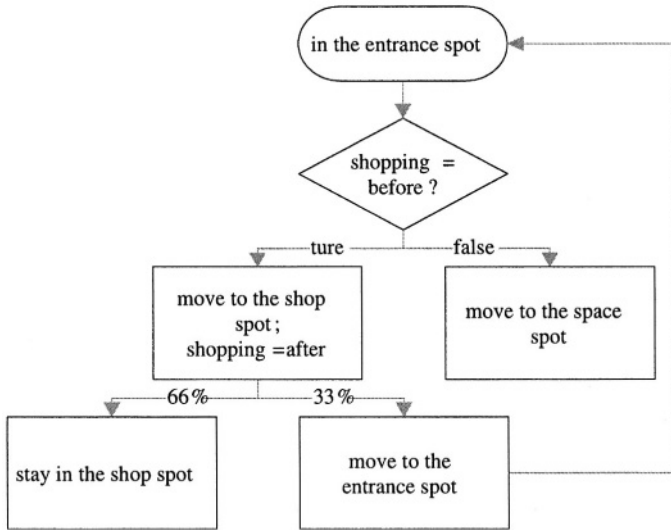 in the entrance spot
shopping =
before ?
ture
false
move to the shop
spot ;
shopping =after
move to the space
spot
66%
33%
stay in the shop spot
move to the
entrance spot